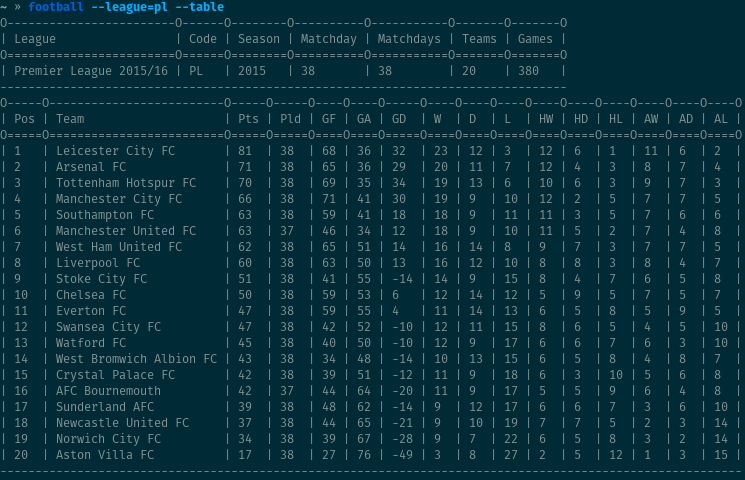 ~ » football --league=pl --table
O------------------------O------O--------O----------O-----------O-------O-------O
| League                 | Code | Season | Matchday | Matchdays | Teams | Games |
O========================O======O========O==========O===========O=======O=======O
| Premier League 2015/16 | PL   | 2015   | 38       | 38        | 20    | 380   |
---------------------------------------------------------------------------------
O-----O-------------------------O-----O-----O----O----O-----O----O----O----O----O----O----O----O----O----O
| Pos | Team                    | Pts | Pld | GF | GA | GD  | W  | D  | L  | HW | HD | HL | AW | AD | AL |
O=====O=========================O=====O=====O====O====O=====O====O====O====O====O====O====O====O====O====O
| 1   | Leicester City FC       | 81  | 38  | 68 | 36 | 32  | 23 | 12 | 3  | 12 | 6  | 1  | 11 | 6  | 2  |
| 2   | Arsenal FC              | 71  | 38  | 65 | 36 | 29  | 20 | 11 | 7  | 12 | 4  | 3  | 8  | 7  | 4  |
| 3   | Tottenham Hotspur FC    | 70  | 38  | 69 | 35 | 34  | 19 | 13 | 6  | 10 | 6  | 3  | 9  | 7  | 3  |
| 4   | Manchester City FC      | 66  | 38  | 71 | 41 | 30  | 19 | 9  | 10 | 12 | 2  | 5  | 7  | 7  | 5  |
| 5   | Southampton FC          | 63  | 38  | 59 | 41 | 18  | 18 | 9  | 11 | 11 | 3  | 5  | 7  | 6  | 6  |
| 6   | Manchester United FC    | 63  | 37  | 46 | 34 | 12  | 18 | 9  | 10 | 11 | 5  | 2  | 7  | 4  | 8  |
| 7   | West Ham United FC      | 62  | 38  | 65 | 51 | 14  | 16 | 14 | 8  | 9  | 7  | 3  | 7  | 7  | 5  |
| 8   | Liverpool FC            | 60  | 38  | 63 | 50 | 13  | 16 | 12 | 10 | 8  | 8  | 3  | 8  | 4  | 7  |
| 9   | Stoke City FC           | 51  | 38  | 41 | 55 | -14 | 14 | 9  | 15 | 8  | 4  | 7  | 6  | 5  | 8  |
| 10  | Chelsea FC              | 50  | 38  | 59 | 53 | 6   | 12 | 14 | 12 | 5  | 9  | 5  | 7  | 5  | 7  |
| 11  | Everton FC              | 47  | 38  | 59 | 55 | 4   | 11 | 14 | 13 | 6  | 5  | 8  | 5  | 9  | 5  |
| 12  | Swansea City FC         | 47  | 38  | 42 | 52 | -10 | 12 | 11 | 15 | 8  | 6  | 5  | 4  | 5  | 10 |
| 13  | Watford FC              | 45  | 38  | 40 | 50 | -10 | 12 | 9  | 17 | 6  | 6  | 7  | 6  | 3  | 10 |
| 14  | West Bromwich Albion FC | 43  | 38  | 34 | 48 | -14 | 10 | 13 | 15 | 6  | 5  | 8  | 4  | 8  | 7  |
| 15  | Crystal Palace FC       | 42  | 38  | 39 | 51 | -12 | 11 | 9  | 18 | 6  | 3  | 10 | 5  | 6  | 8  |
| 16  | AFC Bournemouth         | 42  | 37  | 44 | 64 | -20 | 11 | 9  | 17 | 5  | 5  | 9  | 6  | 4  | 8  |
| 17  | Sunderland AFC          | 39  | 38  | 48 | 62 | -14 | 9  | 12 | 17 | 6  | 6  | 7  | 3  | 6  | 10 |
| 18  | Newcastle United FC     | 37  | 38  | 44 | 65 | -21 | 9  | 10 | 19 | 7  | 7  | 5  | 2  | 3  | 14 |
| 19  | Norwich City FC         | 34  | 38  | 39 | 67 | -28 | 9  | 7  | 22 | 6  | 5  | 8  | 3  | 2  | 14 |
| 20  | Aston Villa FC          | 17  | 38  | 27 | 76 | -49 | 3  | 8  | 27 | 2  | 5  | 12 | 1  | 3  | 15 |
----------------------------------------------------------------------------------------------------------